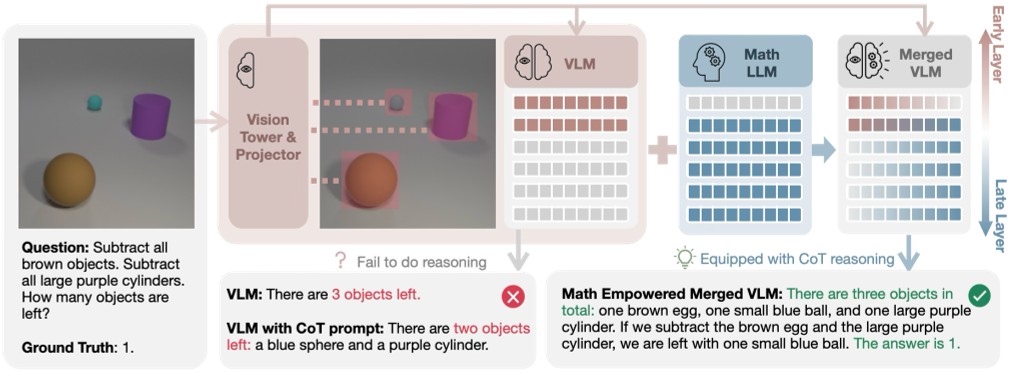 Question: Subtract all
brown objects. Subtract
all large purple cylinders.
How many objects are
left?
Ground Truth: 1.
Vision
Tower &
Projector
VLM
Math
LLM
Merged
VLM
Early Layer
Late Layer
? Fail to do reasoning
VLM: There are 3 objects left.
VLM with CoT prompt: There are two objects
left: a blue sphere and a purple cylinder.
Equipped with CoT reasoning
Math Empowered Merged VLM: There are three objects in
total: one brown egg, one small blue ball, and one large purple
cylinder. If we subtract the brown egg and the large purple
cylinder, we are left with one small blue ball. The answer is 1.